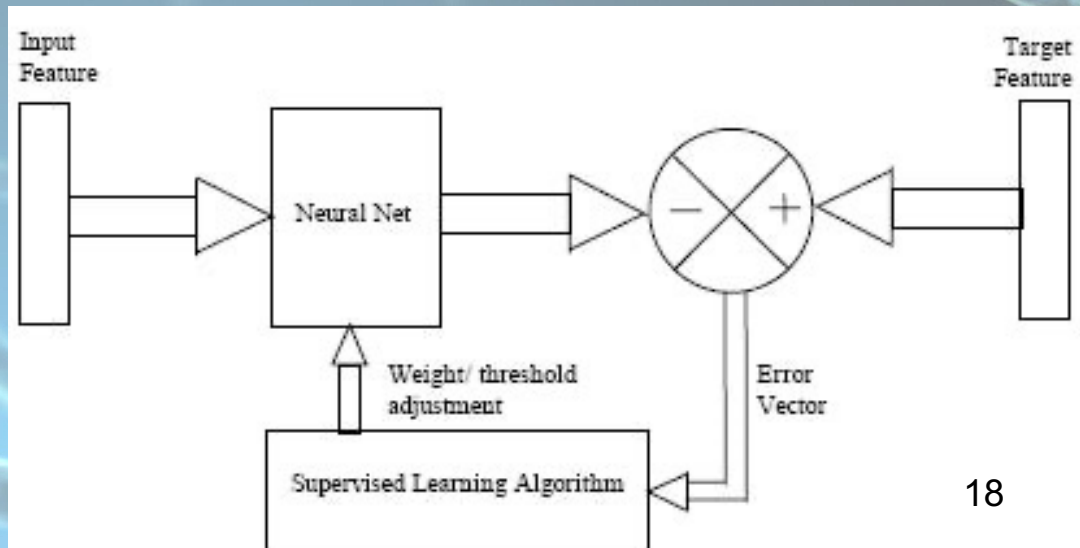 Input
Feature
Target
Feature
Neural Net
− +
Weight/ threshold
adjustment
Error
Vector
Supervised Learning Algorithm
18